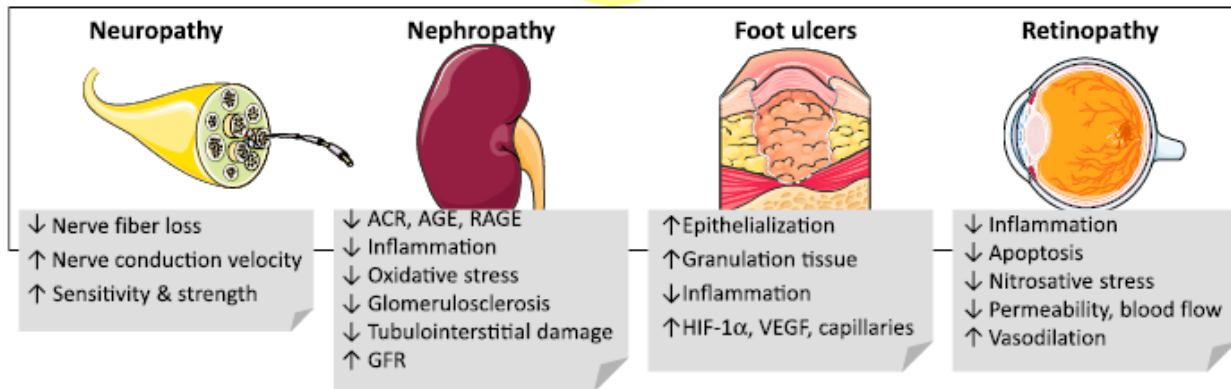 Neuropathy
Nephropathy
Foot ulcers
Retinopathy
↓ Nerve fiber loss
↑ Nerve conduction velocity
↑ Sensitivity & strength
↓ ACR, AGE, RAGE
↓ Inflammation
↓ Oxidative stress
↓ Glomerulosclerosis
↓ Tubulointerstitial damage
↑ GFR
↑ Epithelialization
↑ Granulation tissue
↓ Inflammation
↑ HIF-1α, VEGF, capillaries
↓ Inflammation
↓ Apoptosis
↓ Nitrosative stress
↓ Permeability, blood flow
↑ Vasodilation